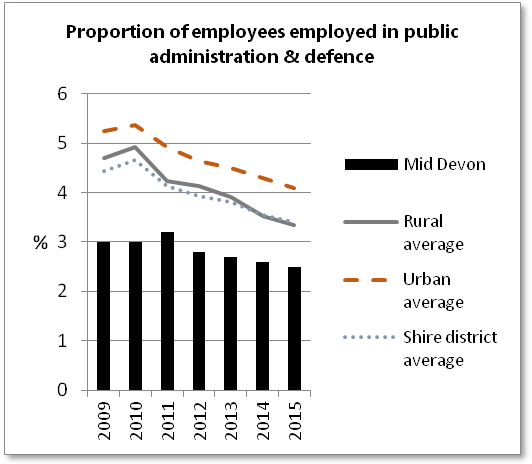 Proportion of employees employed in public
administration & defence
6
5
4
3
2
1
0
%
2009
2010
2011
2012
2013
2014
2015
Mid Devon
Rural
average
Urban
average
Shire district
average